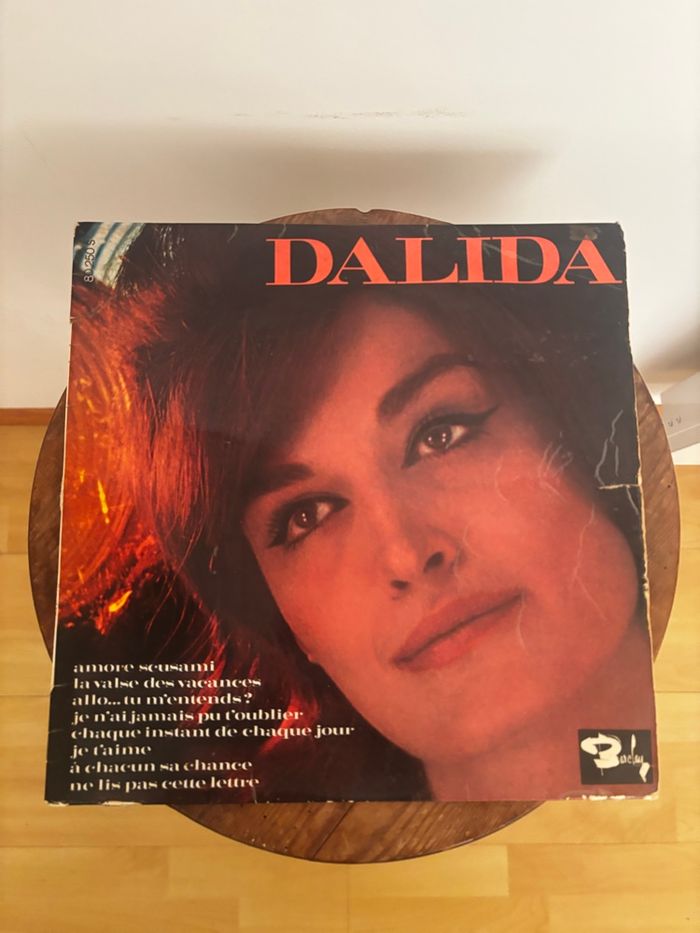 80250 S
DALIDA
amore scusami
la valse des vacances
allo... tu m'entends?
je n'ai jamais pu t'oublier
chaque instant de chaque jour
je t'aime
à chacun sa chance
ne lis pas cette lettre
Barclay